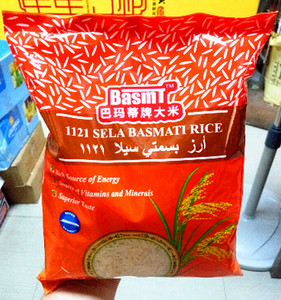 BasmT™
巴玛蒂牌大米
1121 SELA BASMATI RICE
أرز بسمتي سيلا ١١٢١
Rich Source of Energy
Source of Vitamins and Minerals
Superior Taste